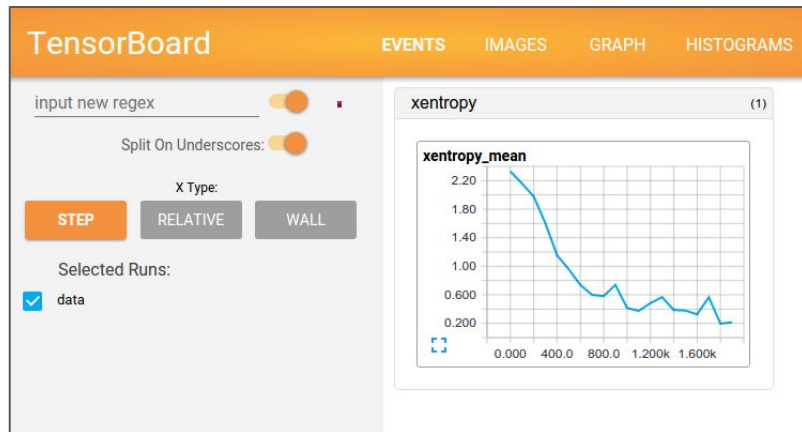 TensorBoard
EVENTS IMAGES GRAPH HISTOGRAMS
input new regex
Split On Underscores:
X Type:
STEP RELATIVE WALL
Selected Runs:
data
xentropy (1)
xentropy_mean
2.20
1.80
1.40
1.00
0.600
0.200
0.000 400.0 800.0 1.200k 1.600k